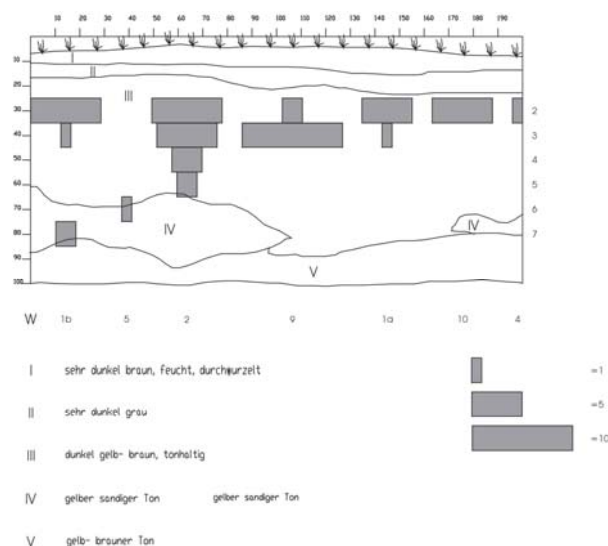 10 20 30 40 50 60 70 80 90 100 110 120 130 140 150 160 170 180 190
10
20
30
40
50
60
70
80
90
100
I
II
III
IV
IV
V
2
3
4
5
6
7
W 1b 5 2 9 1a 10 4
I sehr dunkel braun, feucht, durchwurzelt
II sehr dunkel grau
III dunkel gelb- braun, tonhaltig
IV gelber sandiger Ton gelber sandiger Ton
V gelb- brauner Ton
=1
=5
=10